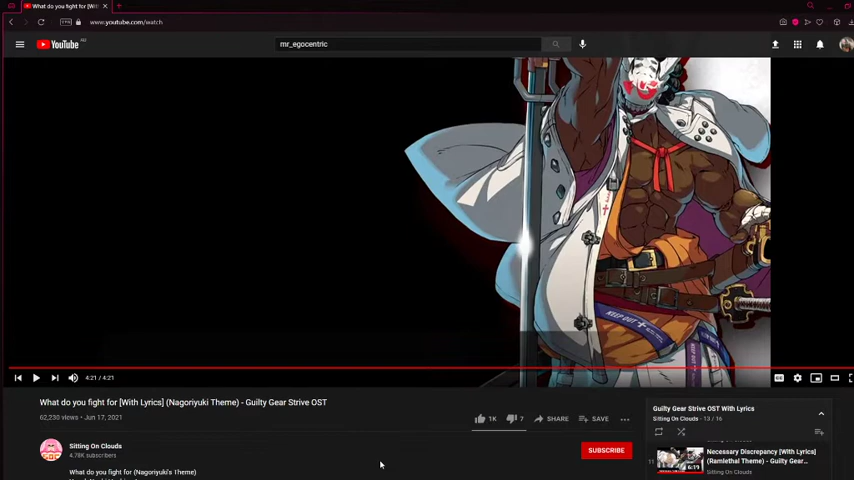 What do you fight for [Wit
www.youtube.com/watch
VPN
YouTube
mr_egocentric
KEEP OUT
4:21 / 4:21
What do you fight for [With Lyrics] (Nagoriyuki Theme) - Guilty Gear Strive OST
62,230 views • Jun 17, 2021
1K
7
SHARE
SAVE
Sitting On Clouds
4.78K subscribers
SUBSCRIBE
What do you fight for (Nagoriyuki's Theme)
Guilty Gear Strive OST With Lyrics
Sitting On Clouds - 13 / 16
11
6:19
Necessary Discrepancy [With Lyrics]
(Ramlethal Theme) - Guilty Gear...
Sitting On Clouds